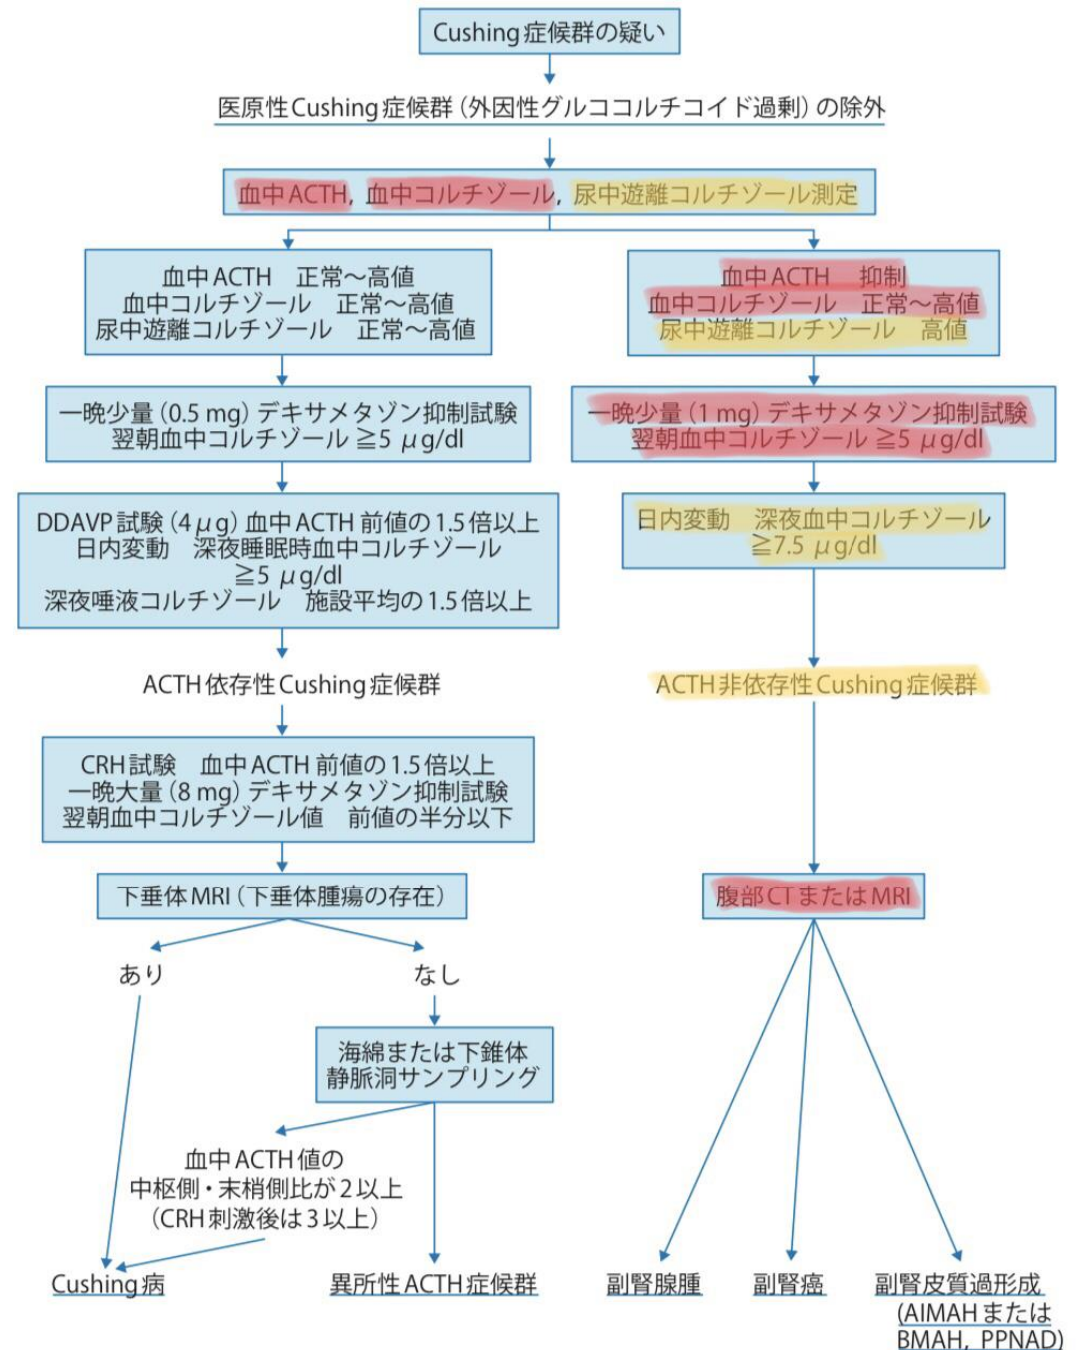 Cushing症候群の疑い
医原性Cushing症候群（外因性グルココルチコイド過剰）の除外
血中ACTH, 血中コルチゾール, 尿中遊離コルチゾール測定
血中ACTH　正常〜高値
血中コルチゾール　正常〜高値
尿中遊離コルチゾール　正常〜高値
一晩少量（0.5 mg）デキサメタゾン抑制試験
翌朝血中コルチゾール ≧5 μg/dl
DDAVP試験（4μg）血中ACTH前値の1.5倍以上
日内変動　深夜睡眠時血中コルチゾール
≧5 μg/dl
深夜唾液コルチゾール　施設平均の1.5倍以上
ACTH依存性Cushing症候群
CRH試験　血中ACTH前値の1.5倍以上
一晩大量（8 mg）デキサメタゾン抑制試験
翌朝血中コルチゾール値　前値の半分以下
下垂体MRI（下垂体腫瘍の存在）
あり
なし
海綿または下錐体
静脈洞サンプリング
血中ACTH値の
中枢側・末梢側比が2以上
（CRH刺激後は3以上）
Cushing病
異所性ACTH症候群
血中ACTH　抑制
血中コルチゾール　正常〜高値
尿中遊離コルチゾール　高値
一晩少量（1 mg）デキサメタゾン抑制試験
翌朝血中コルチゾール ≧5 μg/dl
日内変動　深夜血中コルチゾール
≧7.5 μg/dl
ACTH非依存性Cushing症候群
腹部CTまたはMRI
副腎腺腫
副腎癌
副腎皮質過形成
(AIMAHまたは
BMAH, PPNAD)